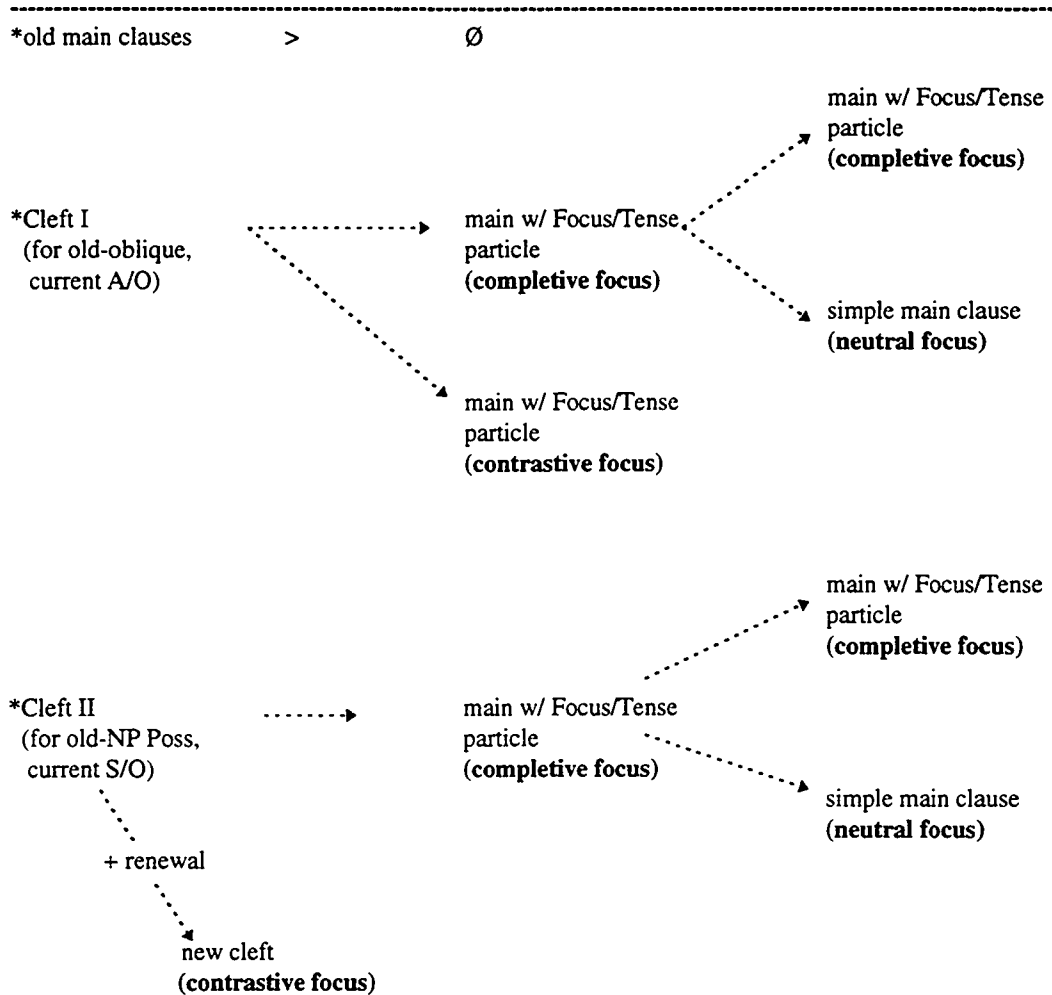 *old main clauses > Ø
main w/ Focus/Tense
particle
(completive focus)
*Cleft I
(for old-oblique,
current A/O)
main w/ Focus/Tense
particle
(completive focus)
simple main clause
(neutral focus)
main w/ Focus/Tense
particle
(contrastive focus)
main w/ Focus/Tense
particle
(completive focus)
*Cleft II
(for old-NP Poss,
current S/O)
main w/ Focus/Tense
particle
(completive focus)
simple main clause
(neutral focus)
+ renewal
new cleft
(contrastive focus)